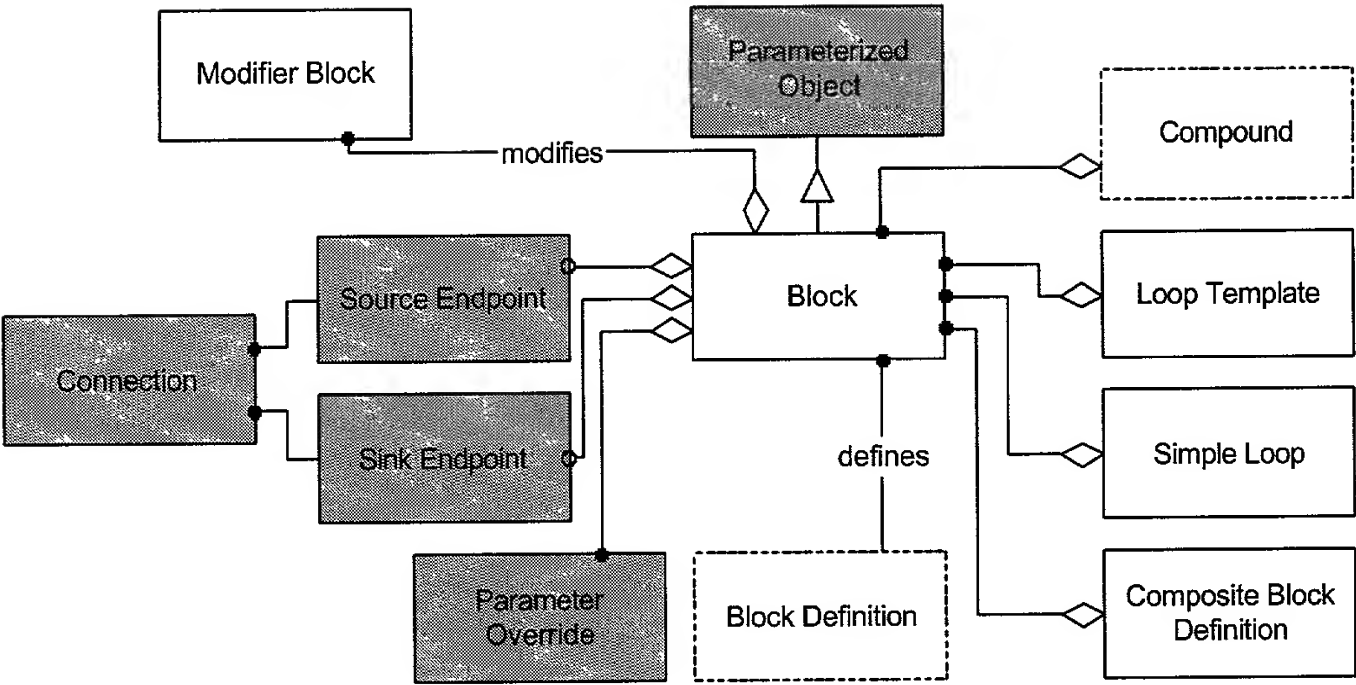 Modifier Block
Parameterized
Object
Compound
modifies
Source Endpoint
Block
Loop Template
Connection
Sink Endpoint
defines
Simple Loop
Parameter
Override
Block Definition
Composite Block
Definition